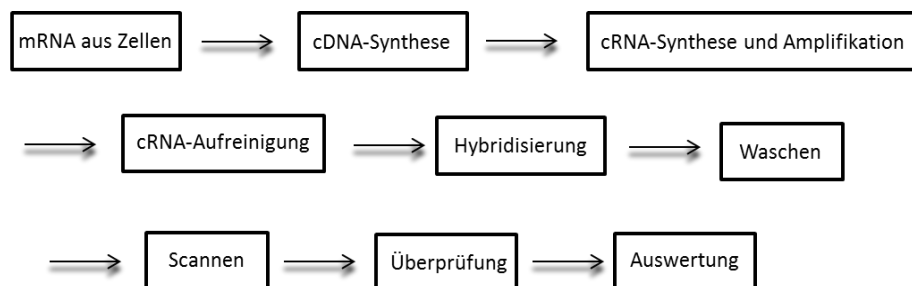 mRNA aus Zellen
cDNA-Synthese
cRNA-Synthese und Amplifikation
cRNA-Aufreinigung
Hybridisierung
Waschen
Scannen
Überprüfung
Auswertung